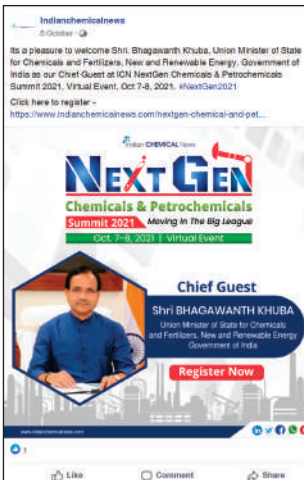 Indianchemicalnews
5 October ·
Its a pleasure to welcome Shri. Bhagawanth Khuba, Union Minister of State
for Chemicals and Fertilizers, New and Renewable Energy, Government of
India as our Chief Guest at ICN NextGen Chemicals & Petrochemicals
Summit 2021, Virtual Event, Oct 7-8, 2021. #NextGen2021
Click here to register -
https://www.indianchemicalnews.com/nextgen-chemical-and-pet...
Indian CHEMICAL News
NEXT GEN
Chemicals & Petrochemicals
Summit 2021 Moving In The Big League
Oct. 7-8, 2021 | Virtual Event
Chief Guest
Shri BHAGAWANTH KHUBA
Union Minister of State for Chemicals
and Fertilizers, New and Renewable Energy
Government of India
Register Now
www.indianchemicalnews.com
1
Like Comment Share